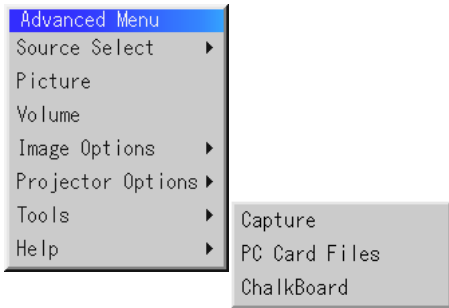 Advanced Menu
Source Select
Picture
Volume
Image Options
Projector Options
Tools
Help
Capture
PC Card Files
ChalkBoard